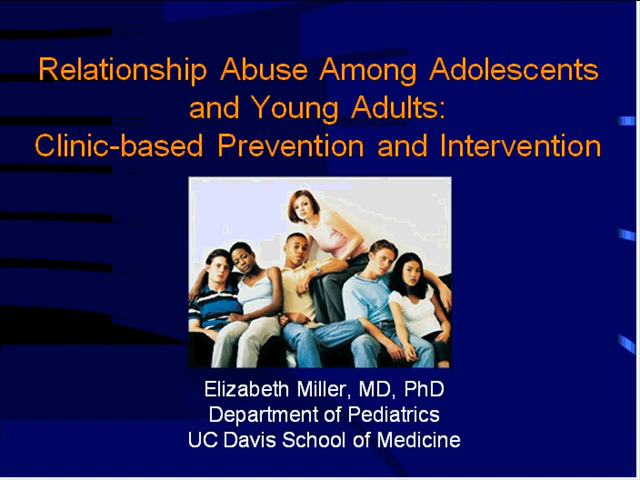 Relationship Abuse Among Adolescents
and Young Adults:
Clinic-based Prevention and Intervention
Elizabeth Miller, MD, PhD
Department of Pediatrics
UC Davis School of Medicine